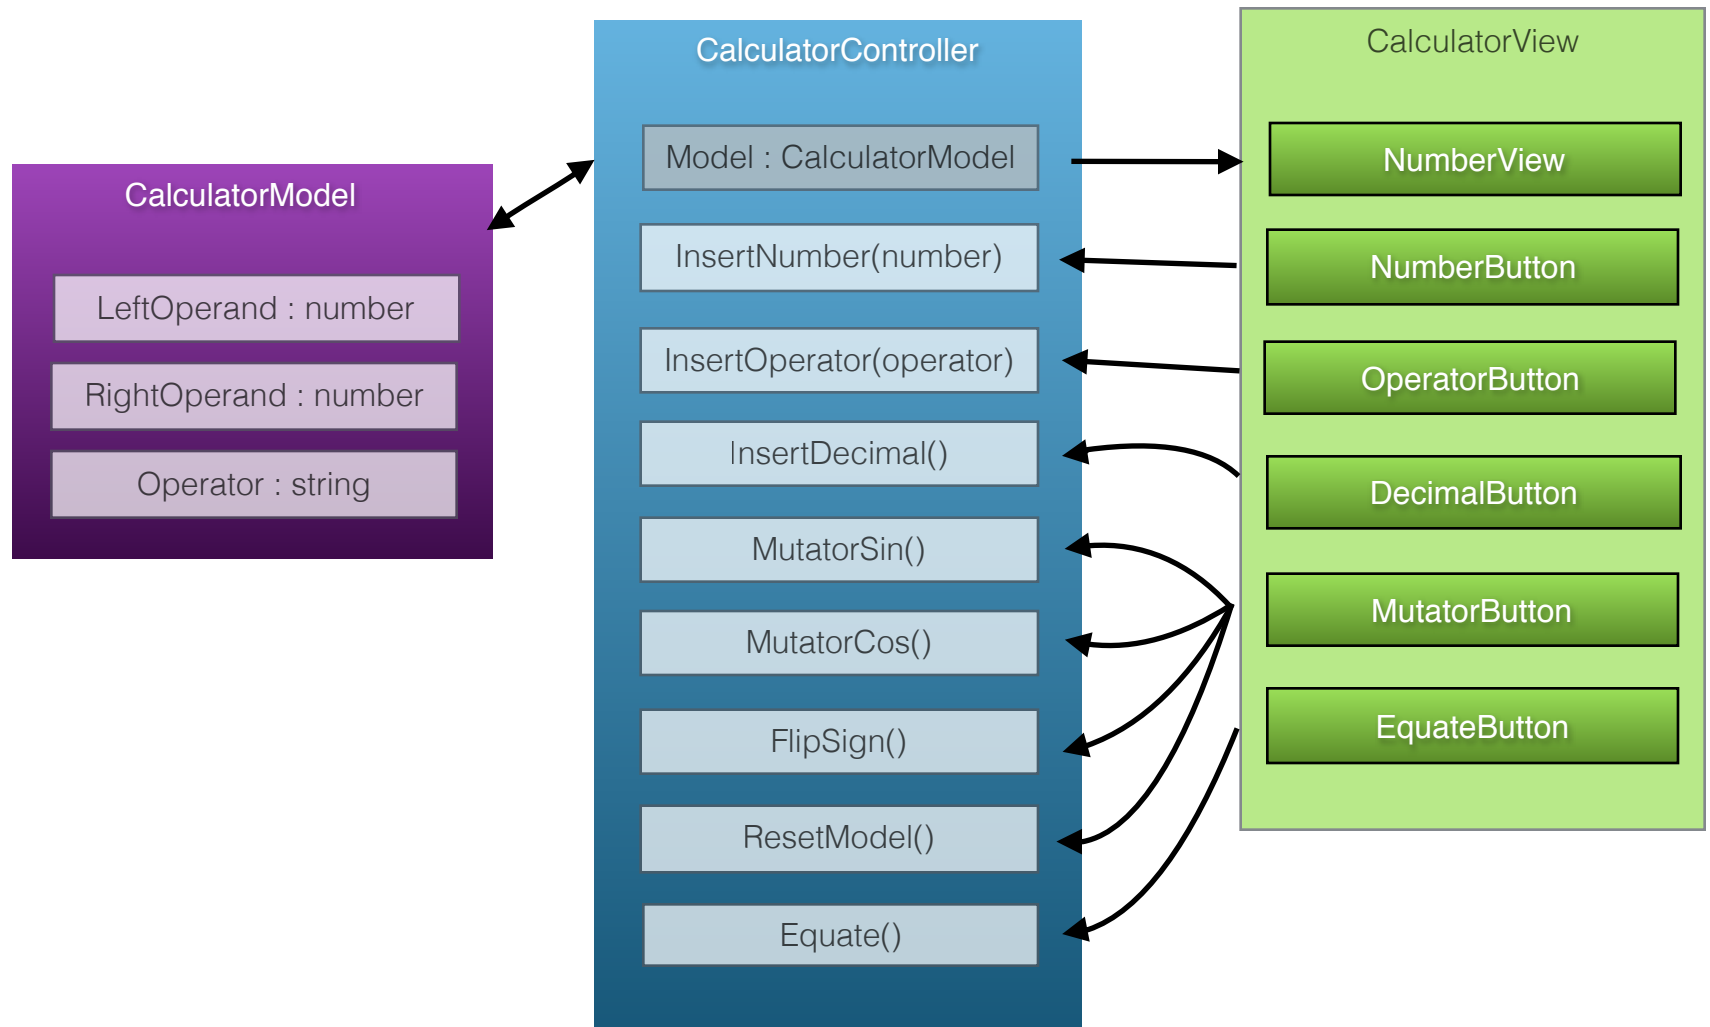 CalculatorModel
LeftOperand : number
RightOperand : number
Operator : string
CalculatorController
Model : CalculatorModel
InsertNumber(number)
InsertOperator(operator)
InsertDecimal()
MutatorSin()
MutatorCos()
FlipSign()
ResetModel()
Equate()
CalculatorView
NumberView
NumberButton
OperatorButton
DecimalButton
MutatorButton
EquateButton